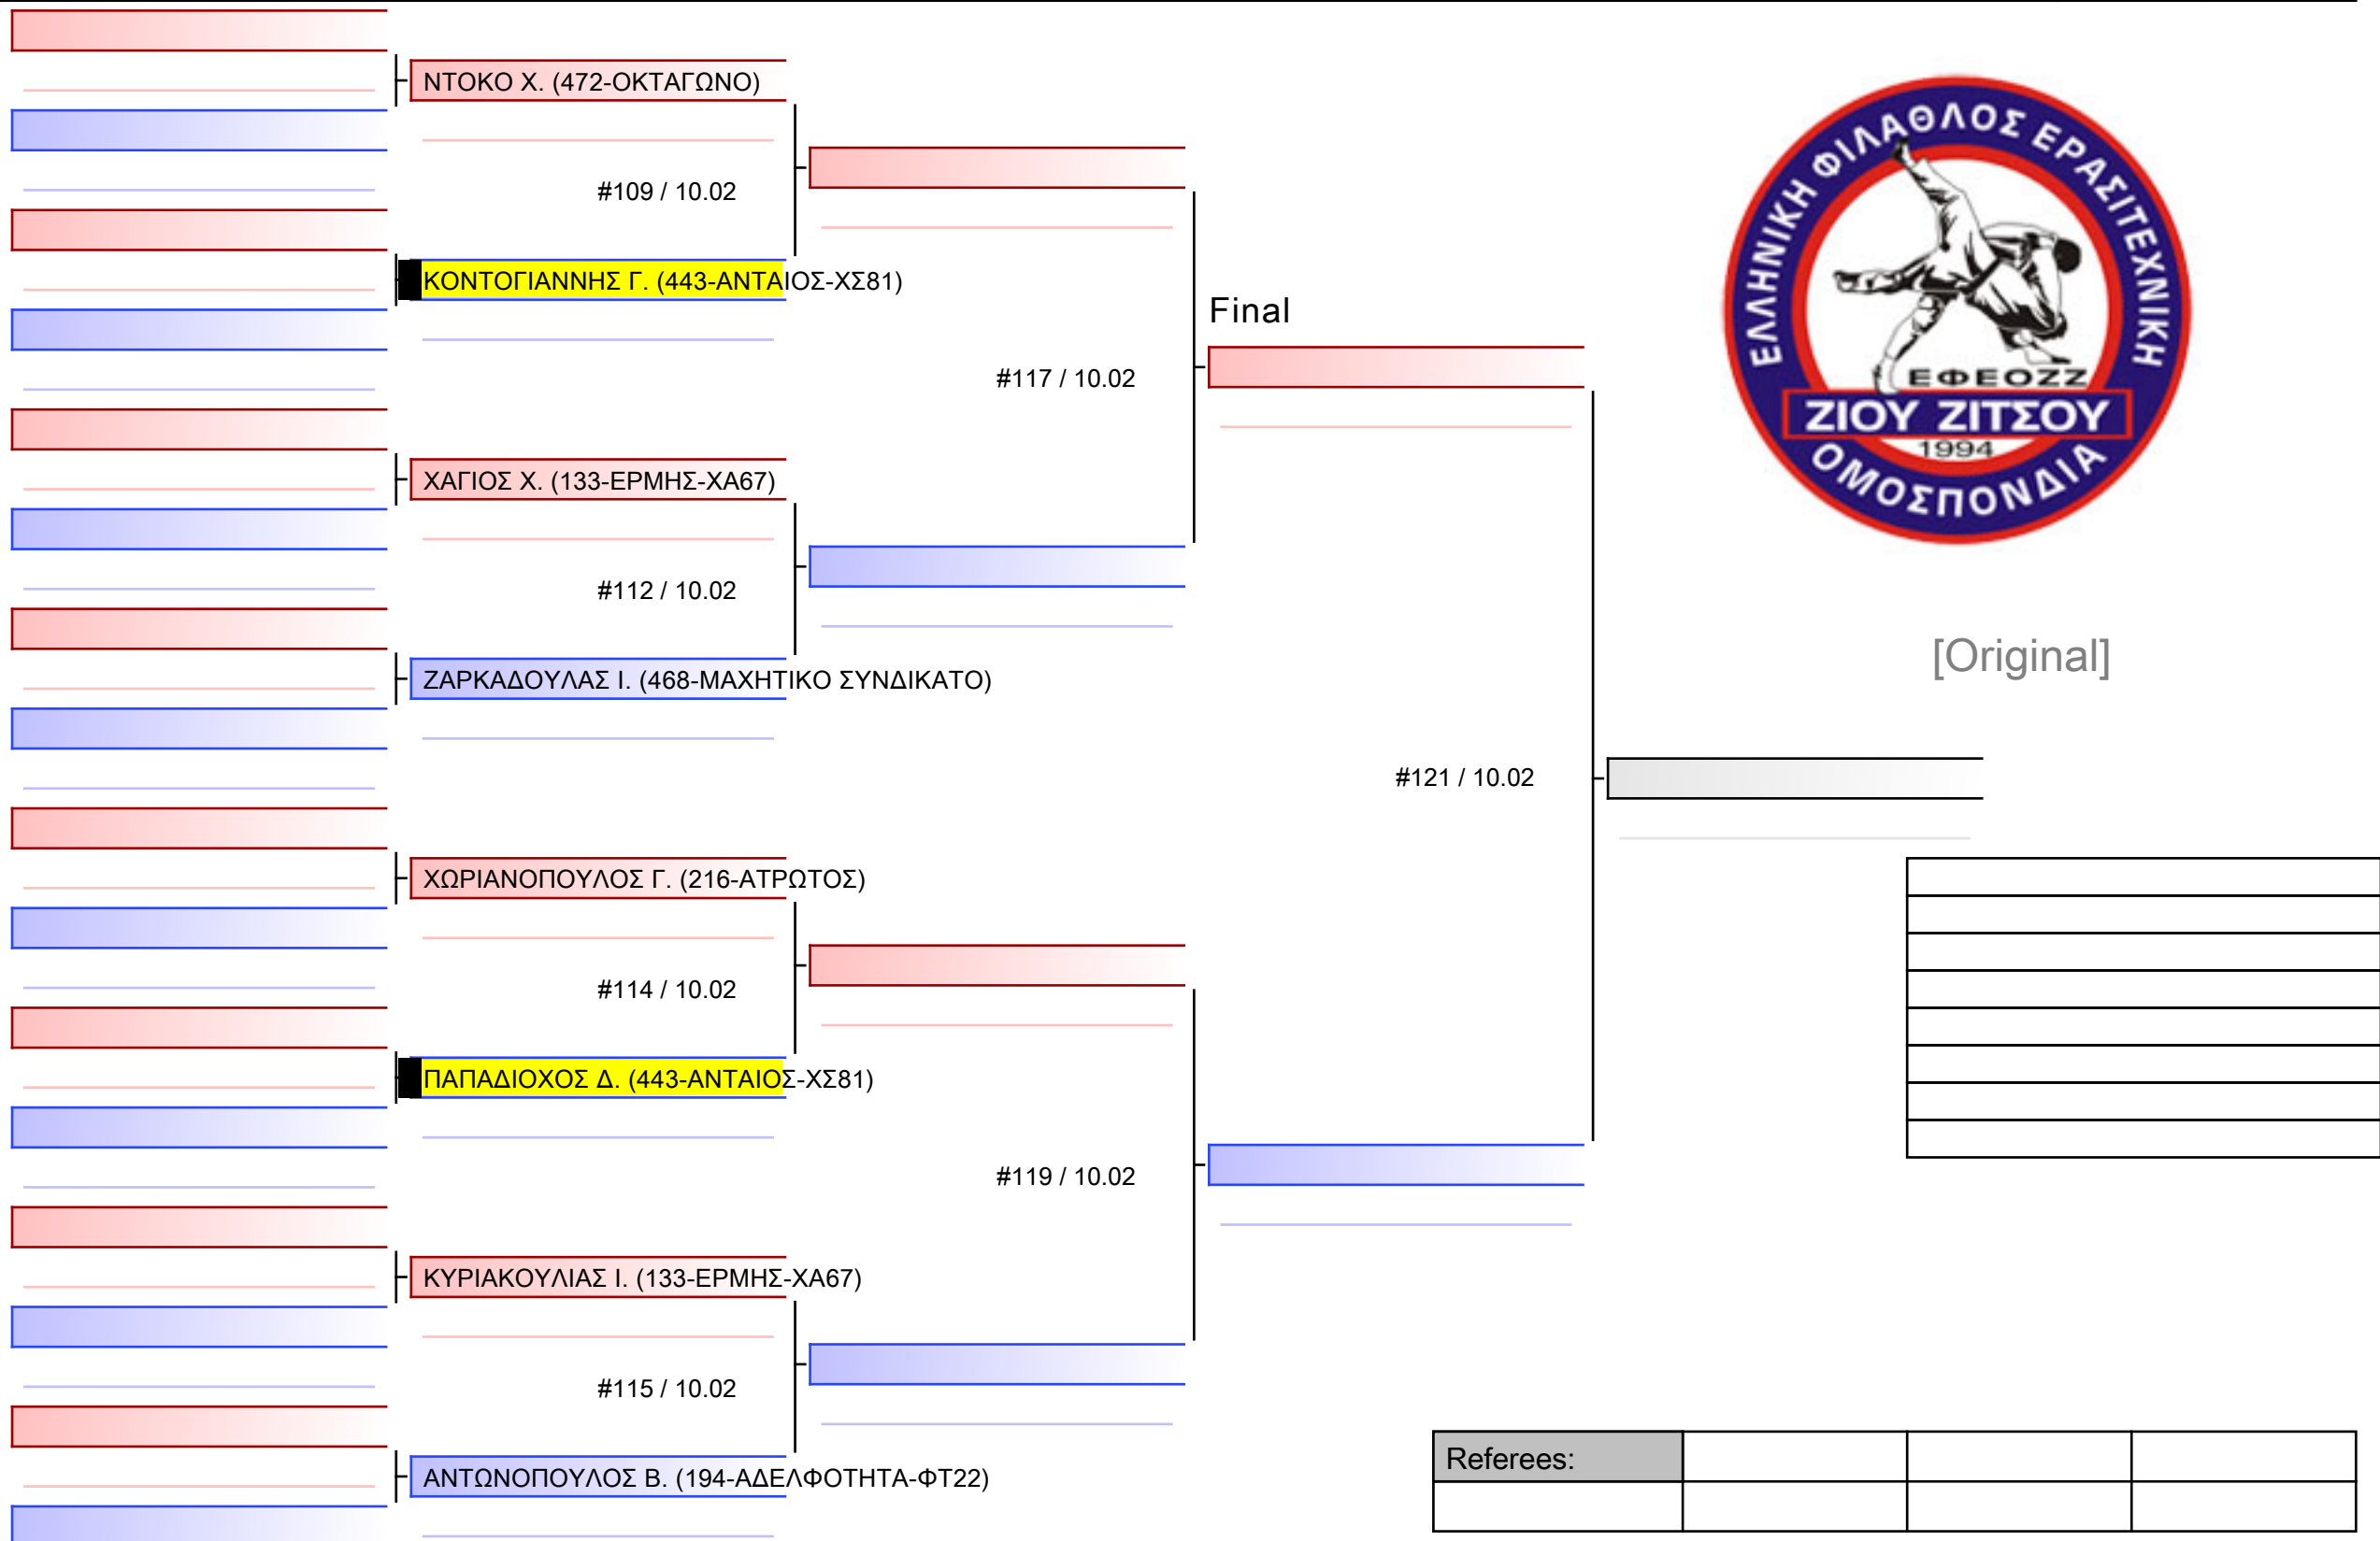 ΝΤΟΚΟ Χ. (472-ΟΚΤΑΓΩΝΟ)
#109 / 10.02
ΚΟΝΤΟΓΙΑΝΝΗΣ Γ. (443-ΑΝΤΑΙΟΣ-ΧΣ81)
#117 / 10.02
ΧΑΓΙΟΣ Χ. (133-ΕΡΜΗΣ-ΧΑ67)
#112 / 10.02
ΖΑΡΚΑΔΟΥΛΑΣ Ι. (468-ΜΑΧΗΤΙΚΟ ΣΥΝΔΙΚΑΤΟ)
Final
#121 / 10.02
ΧΩΡΙΑΝΟΠΟΥΛΟΣ Γ. (216-ΑΤΡΩΤΟΣ)
#114 / 10.02
ΠΑΠΑΔΙΟΧΟΣ Δ. (443-ΑΝΤΑΙΟΣ-ΧΣ81)
#119 / 10.02
ΚΥΡΙΑΚΟΥΛΙΑΣ Ι. (133-ΕΡΜΗΣ-ΧΑ67)
#115 / 10.02
ΑΝΤΩΝΟΠΟΥΛΟΣ Β. (194-ΑΔΕΛΦΟΤΗΤΑ-ΦΤ22)
ΕΛΛΗΝΙΚΗ ΦΙΛΑΘΛΟΣ ΕΡΑΣΙΤΕΧΝΙΚΗ
ΕΦΕΟΖΖ
ΖΙΟΥ ΖΙΤΣΟΥ
1994
ΟΜΟΣΠΟΝΔΙΑ
[Original]
Referees: